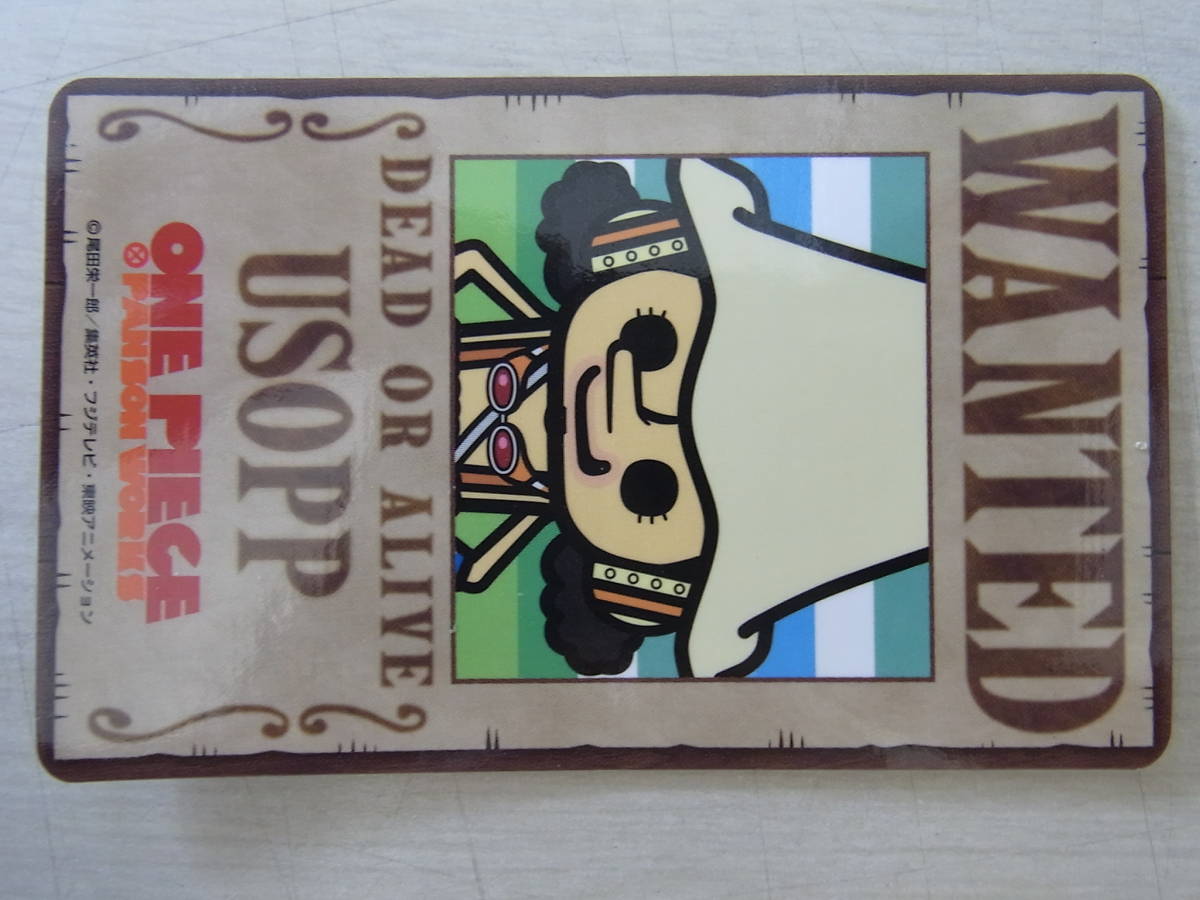 WANTED
DEAD OR ALIVE
USOPP
ONE PIECE
PANSON WORKS
©尾田栄一郎／集英社・フジテレビ・東映アニメーション